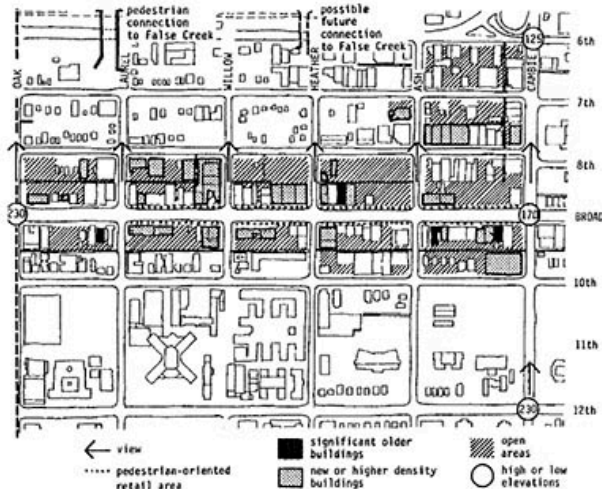 pedestrian
connection
to False Creek
possible
future
connection
to False Creek
OAK
LAUREL
WILLOW
HEATHER
ASH
CAMBIE
125
6th
7th
8th
230
170
BROAD
10th
11th
230
12th
view
pedestrian-oriented
retail area
significant older
buildings
new or higher density
buildings
open
areas
high or low
elevations